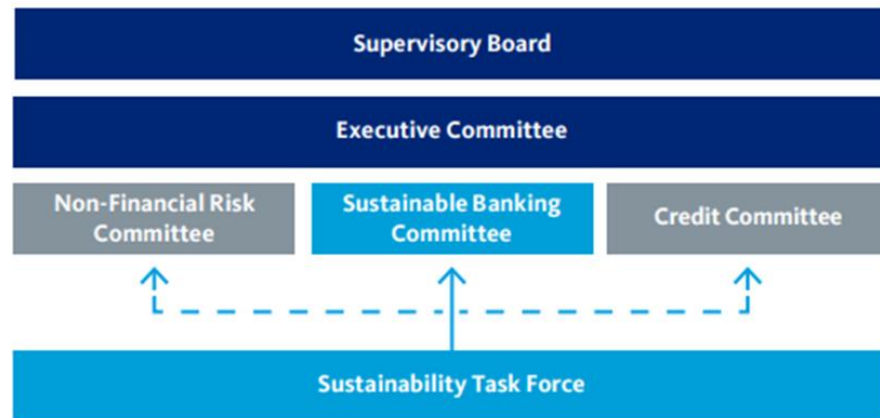 Supervisory Board
Executive Committee
Non-Financial Risk
Committee
Sustainable Banking
Committee
Credit Committee
Sustainability Task Force